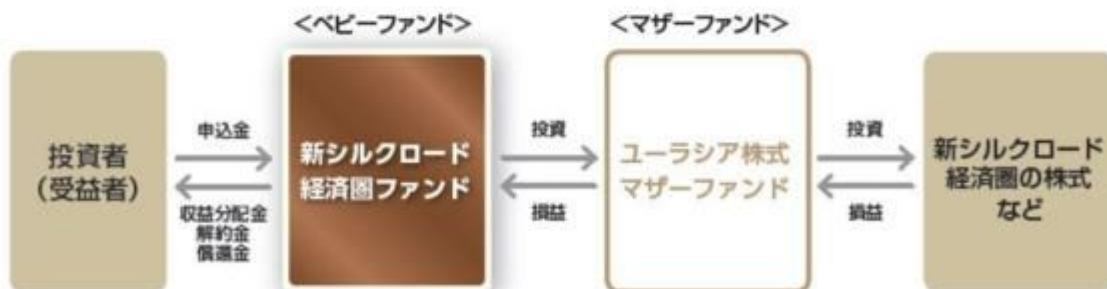 <ベビーファンド>
<マザーファンド>
投資者
(受益者)
申込金
収益分配金
解約金
償還金
新シルクロード
経済圏ファンド
投資
損益
ユーラシア株式
マザーファンド
投資
損益
新シルクロード
経済圏の株式
など